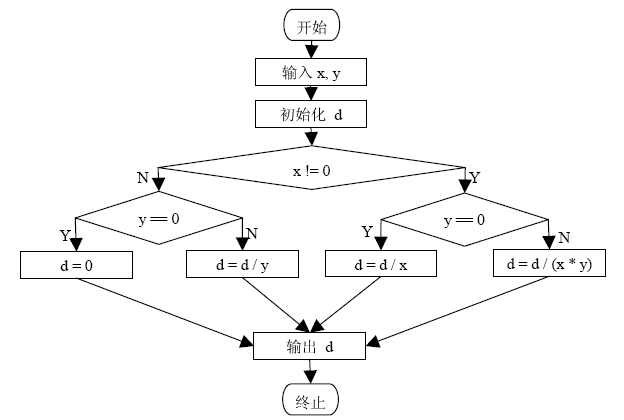 开始
输入 x, y
初始化 d
x != 0
N
Y
y == 0
y == 0
Y
N
Y
N
d = 0
d = d / y
d = d / x
d = d / (x * y)
输出 d
终止